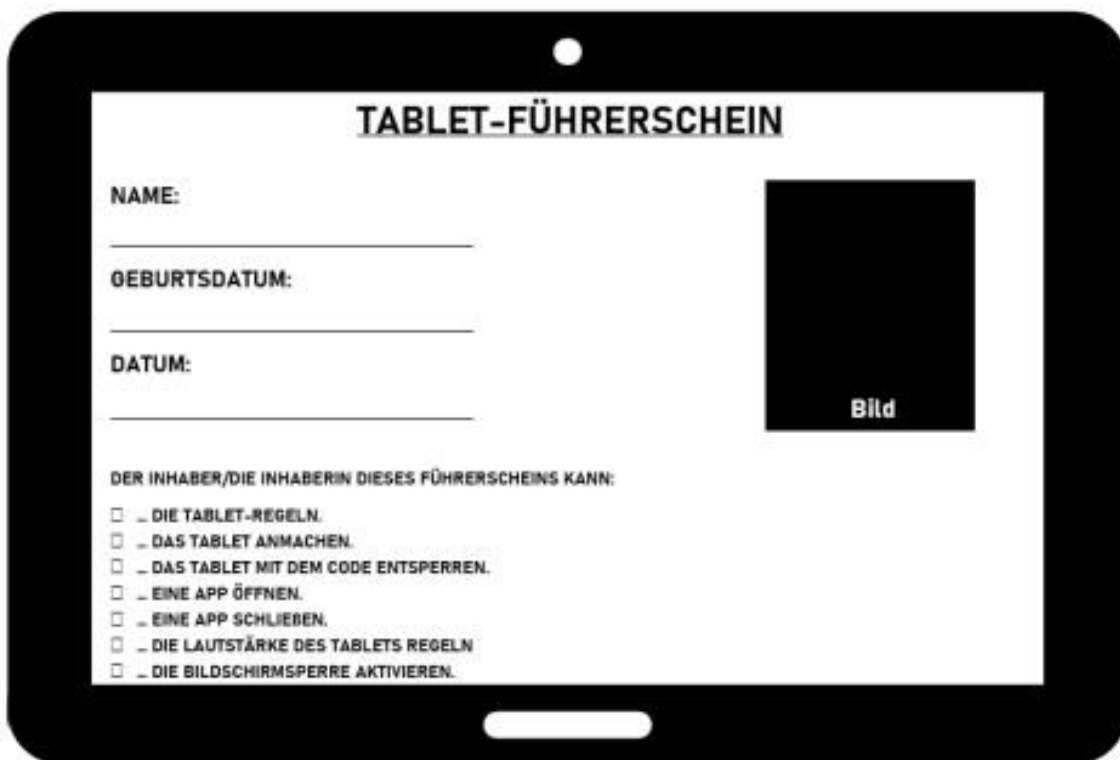 TABLET-FÜHRERSCHEIN
NAME:
GEBURTSDATUM:
DATUM:
Bild
DER INHABER/DIE INHABERIN DIESES FÜHRERSCHEINS KANN:
☐ … DIE TABLET-REGELN.
☐ … DAS TABLET ANMACHEN.
☐ … DAS TABLET MIT DEM CODE ENTSPERREN.
☐ … EINE APP ÖFFNEN.
☐ … EINE APP SCHLIEßEN.
☐ … DIE LAUTSTÄRKE DES TABLETS REGELN
☐ … DIE BILDSCHIRMSPERRE AKTIVIEREN.